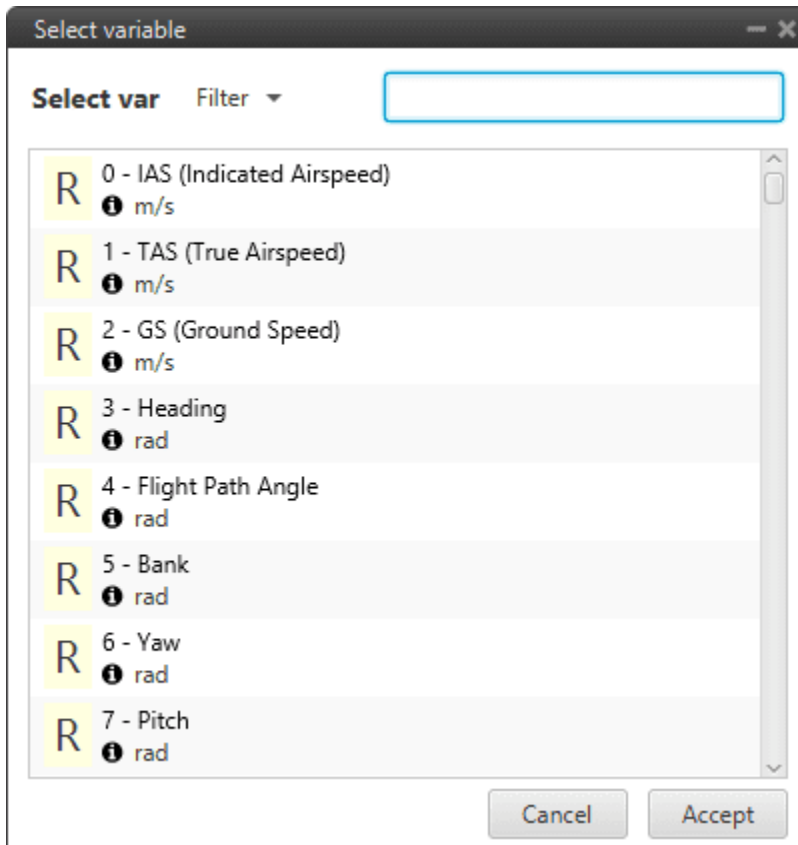 Select variable
Select var Filter
R 0 - IAS (Indicated Airspeed)
m/s
R 1 - TAS (True Airspeed)
m/s
R 2 - GS (Ground Speed)
m/s
R 3 - Heading
rad
R 4 - Flight Path Angle
rad
R 5 - Bank
rad
R 6 - Yaw
rad
R 7 - Pitch
rad
Cancel Accept